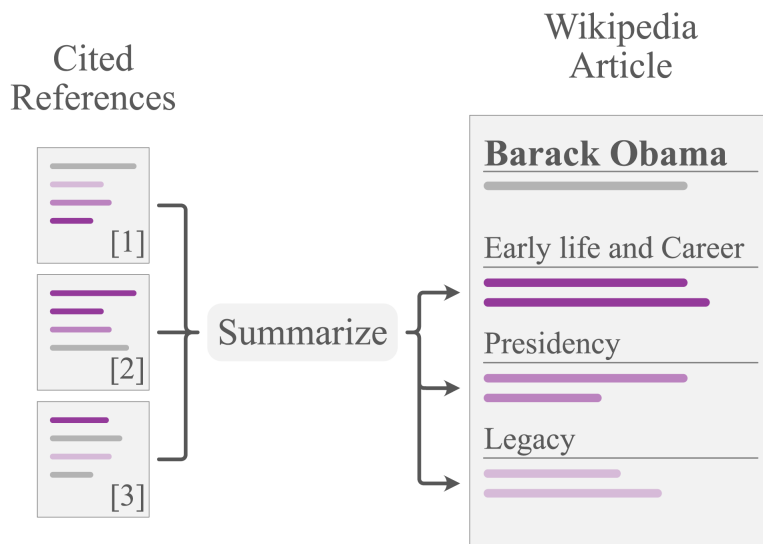 Cited
References
[1]
[2]
[3]
Summarize
Wikipedia
Article
Barack Obama
Early life and Career
Presidency
Legacy